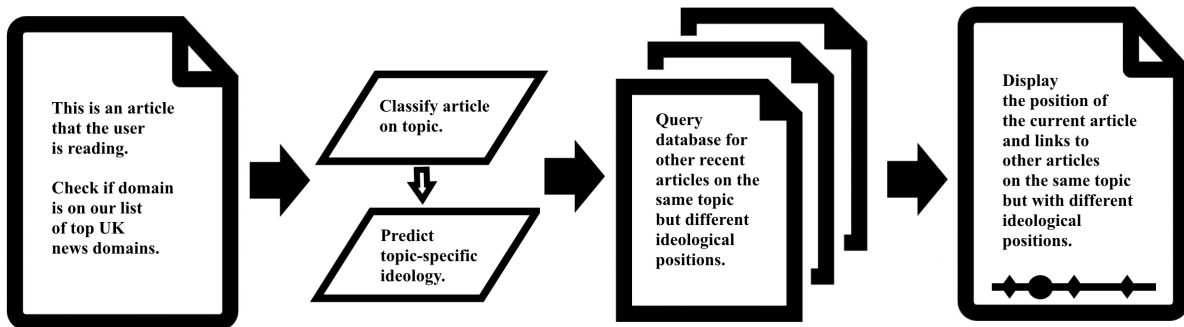 This is an article
that the user
is reading.
Check if domain
is on our list
of top UK
news domains.
Classify article
on topic.
Predict
topic-specific
ideology.
Query
database for
other recent
articles on the
same topic
but different
ideological
positions.
Display
the position of
the current article
and links to
other articles
on the same topic
but with different
ideological
positions.